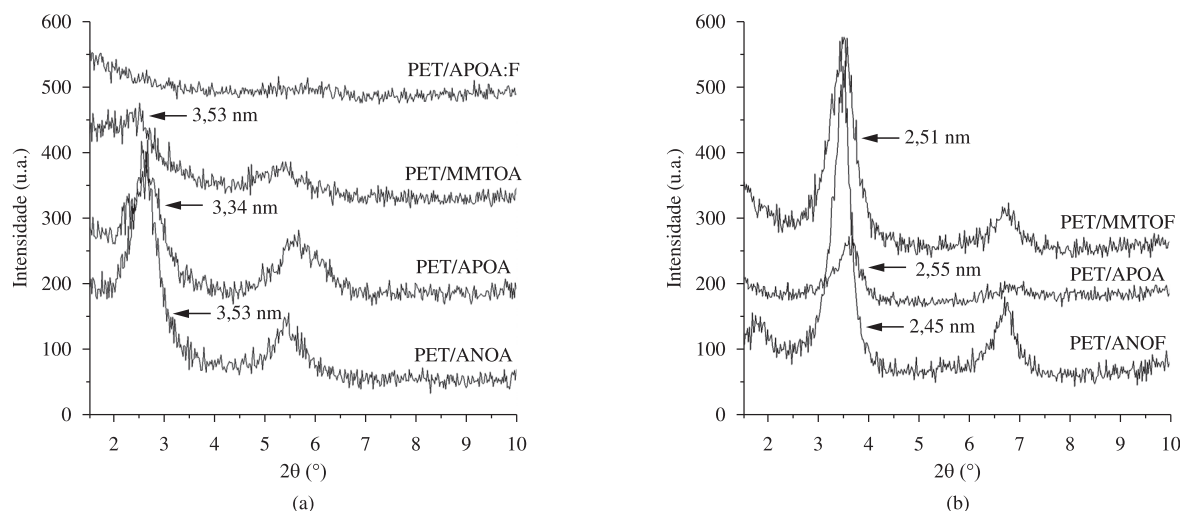 600
500
400
300
200
100
0
Intensidade (u.a.)
PET/APOA:F
3,53 nm
PET/MMTOA
3,34 nm
PET/APOA
3,53 nm
PET/ANOA
2 3 4 5 6 7 8 9 10
2θ (°)
(a)
600
500
400
300
200
100
0
Intensidade (u.a.)
2,51 nm
PET/MMTOF
2,55 nm
PET/APOA
2,45 nm
PET/ANOF
2 3 4 5 6 7 8 9 10
2θ (°)
(b)